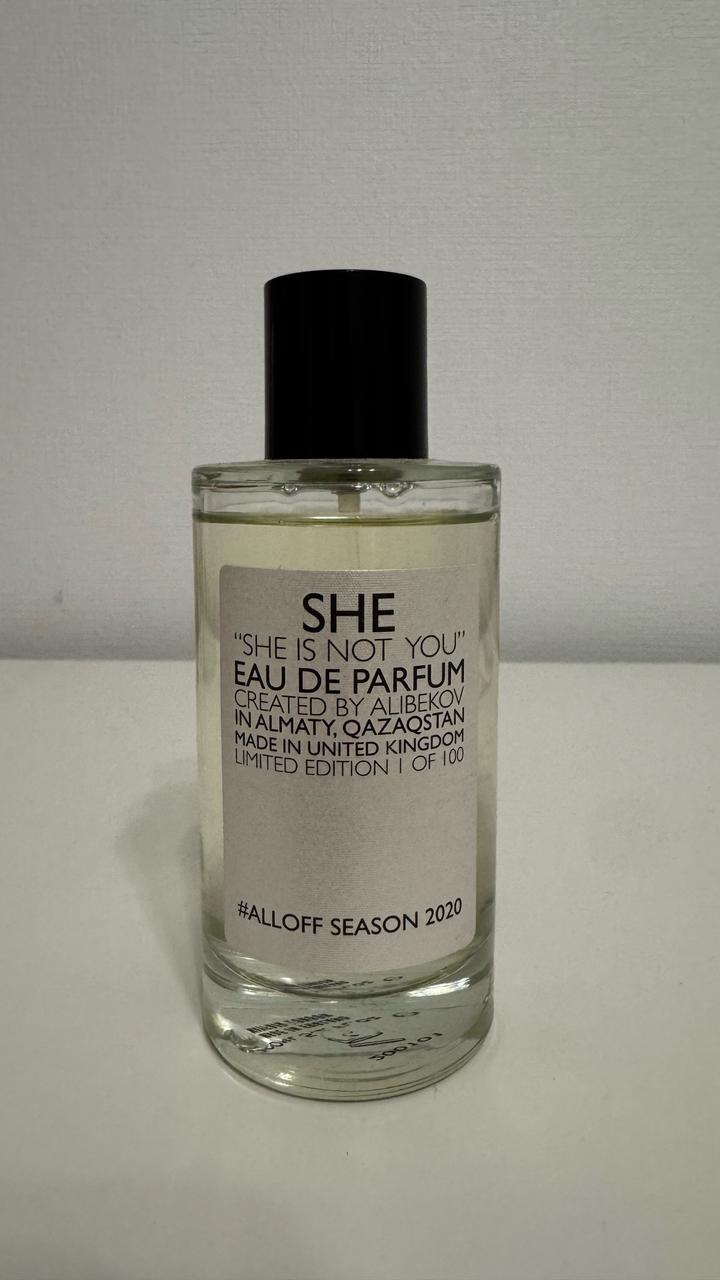 SHE
“SHE IS NOT YOU”
EAU DE PARFUM
CREATED BY ALIBEKOV
IN ALMATY, QAZAQSTAN
MADE IN UNITED KINGDOM
LIMITED EDITION 1 OF 100
#ALLOFF SEASON 2020
500101